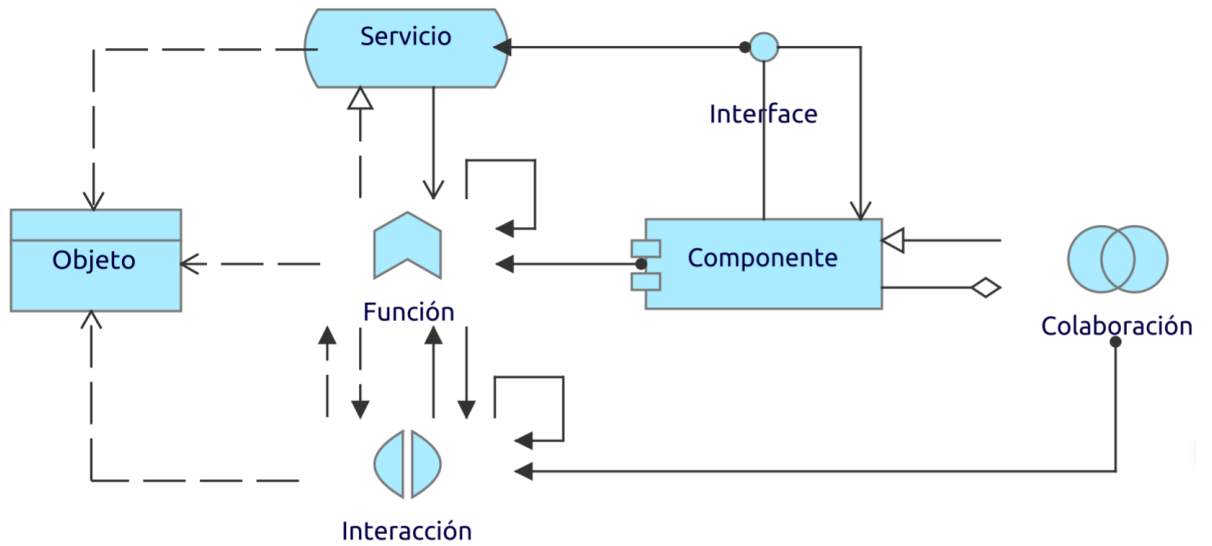 Servicio
Interface
Objeto
Componente
Función
Colaboración
Interacción